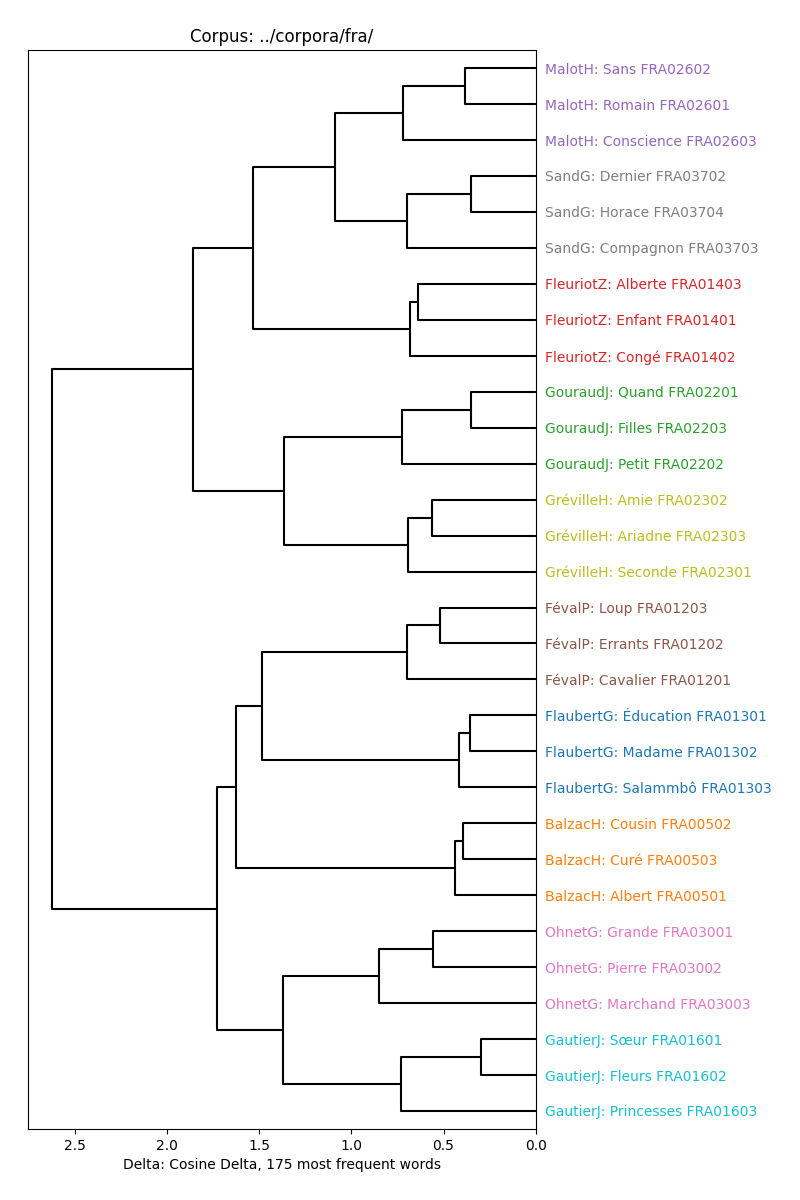 Corpus: ../corpora/fra/
MalotH: Sans FRA02602
MalotH: Romain FRA02601
MalotH: Conscience FRA02603
SandG: Dernier FRA03702
SandG: Horace FRA03704
SandG: Compagnon FRA03703
FleuriotZ: Alberte FRA01403
FleuriotZ: Enfant FRA01401
FleuriotZ: Congé FRA01402
GouraudJ: Quand FRA02201
GouraudJ: Filles FRA02203
GouraudJ: Petit FRA02202
GrévilleH: Amie FRA02302
GrévilleH: Ariadne FRA02303
GrévilleH: Seconde FRA02301
FévalP: Loup FRA01203
FévalP: Errants FRA01202
FévalP: Cavalier FRA01201
FlaubertG: Éducation FRA01301
FlaubertG: Madame FRA01302
FlaubertG: Salammbô FRA01303
BalzacH: Cousin FRA00502
BalzacH: Curé FRA00503
BalzacH: Albert FRA00501
OhnetG: Grande FRA03001
OhnetG: Pierre FRA03002
OhnetG: Marchand FRA03003
GautierJ: Sœur FRA01601
GautierJ: Fleurs FRA01602
GautierJ: Princesses FRA01603
2.5 2.0 1.5 1.0 0.5 0.0
Delta: Cosine Delta, 175 most frequent words